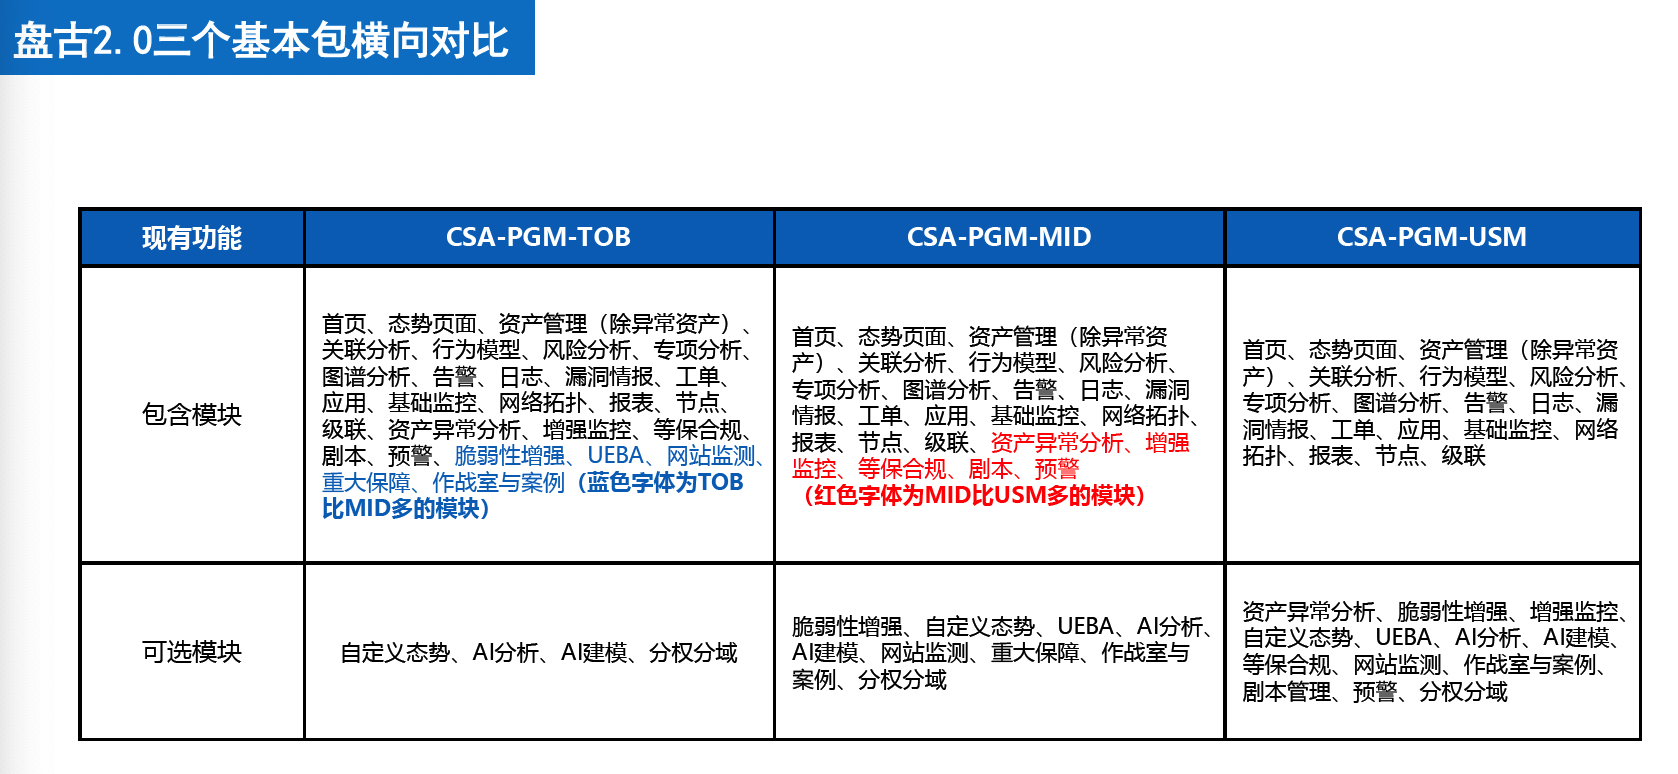 盘古2.0三个基本包横向对比
现有功能
CSA-PGM-TOB
CSA-PGM-MID
CSA-PGM-USM
包含模块
首页、态势页面、资产管理（除异常资产）、
关联分析、行为模型、风险分析、专项分析、
图谱分析、告警、日志、漏洞情报、工单、
应用、基础监控、网络拓扑、报表、节点、
级联、资产异常分析、增强监控、等保合规、
剧本、预警、脆弱性增强、UEBA、网站监测、
重大保障、作战室与案例（蓝色字体为TOB
比MID多的模块）
首页、态势页面、资产管理（除异常资
产）、关联分析、行为模型、风险分析、
专项分析、图谱分析、告警、日志、漏洞
情报、工单、应用、基础监控、网络拓扑、
报表、节点、级联、资产异常分析、增强
监控、等保合规、剧本、预警
（红色字体为MID比USM多的模块）
首页、态势页面、资产管理（除异常资
产）、关联分析、行为模型、风险分析、
专项分析、图谱分析、告警、日志、漏
洞情报、工单、应用、基础监控、网络
拓扑、报表、节点、级联
可选模块
自定义态势、AI分析、AI建模、分权分域
脆弱性增强、自定义态势、UEBA、AI分析、
AI建模、网站监测、重大保障、作战室与
案例、分权分域
资产异常分析、脆弱性增强、增强监控、
自定义态势、UEBA、AI分析、AI建模、
等保合规、网站监测、作战室与案例、
剧本管理、预警、分权分域